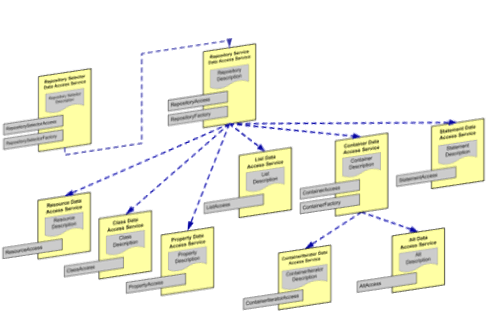 Repository Service
Data Access Service
Repository
Description
RepositoryAccess
RepositoryFactory
Repository Selector
Data Access Service
Repository Selector
Description
RepositorySelectorAccess
RepositorySelectorFactory
Statement Data
Access Service
Statement
Description
StatementAccess
Container Data
Access Service
Container
Description
ContainerAccess
ContainerFactory
List Data
Access Service
List
Description
ListAccess
Resource Data
Access Service
Resource
Description
ResourceAccess
Class Data
Access Service
Class
Description
ClassAccess
Property Data
Access Service
Property
Description
PropertyAccess
ContainerIterator Data
Access Service
ContainerIterator
Description
ContainerIteratorAccess
Alt Data
Access Service
Alt
Description
AltAccess